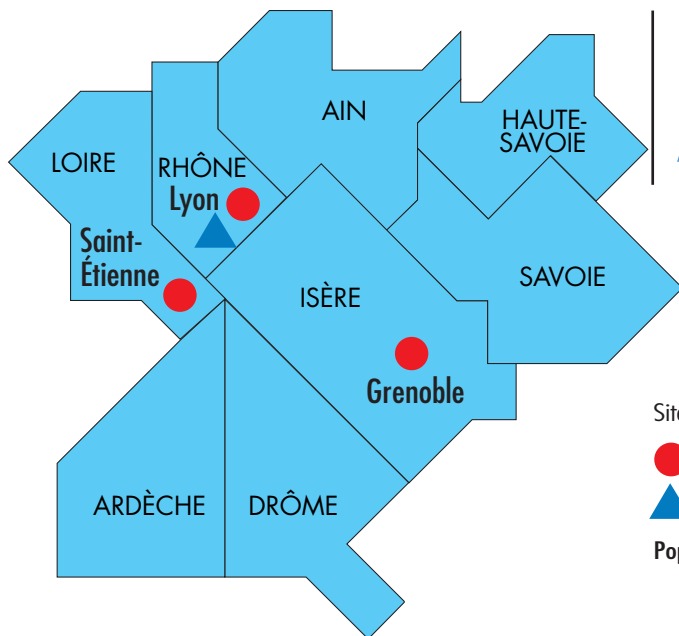 AIN
HAUTE-
SAVOIE
LOIRE
RHÔNE
Lyon
Saint-
Étienne
ISÈRE
SAVOIE
Grenoble
ARDÈCHE
DRÔME